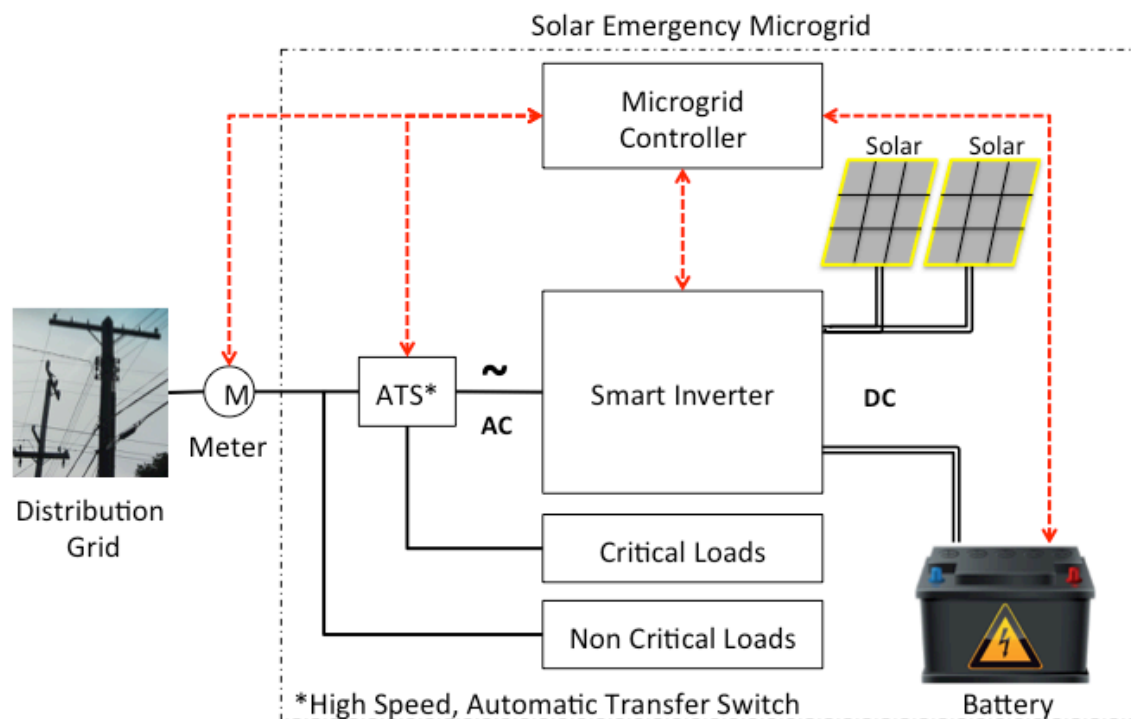 Solar Emergency Microgrid
Microgrid
Controller
Solar
Solar
M
Meter
ATS*
~
AC
Smart Inverter
DC
Distribution
Grid
Critical Loads
Non Critical Loads
*High Speed, Automatic Transfer Switch
Battery